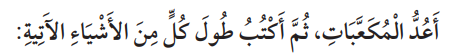 أَعُدُّ الْمُكَعَّبَاتِ، ثُمَّ أَكْتُبُ طُولَ كُلٍّ مِنَ الْأَشْيَاءِ الْآتِيَةِ: